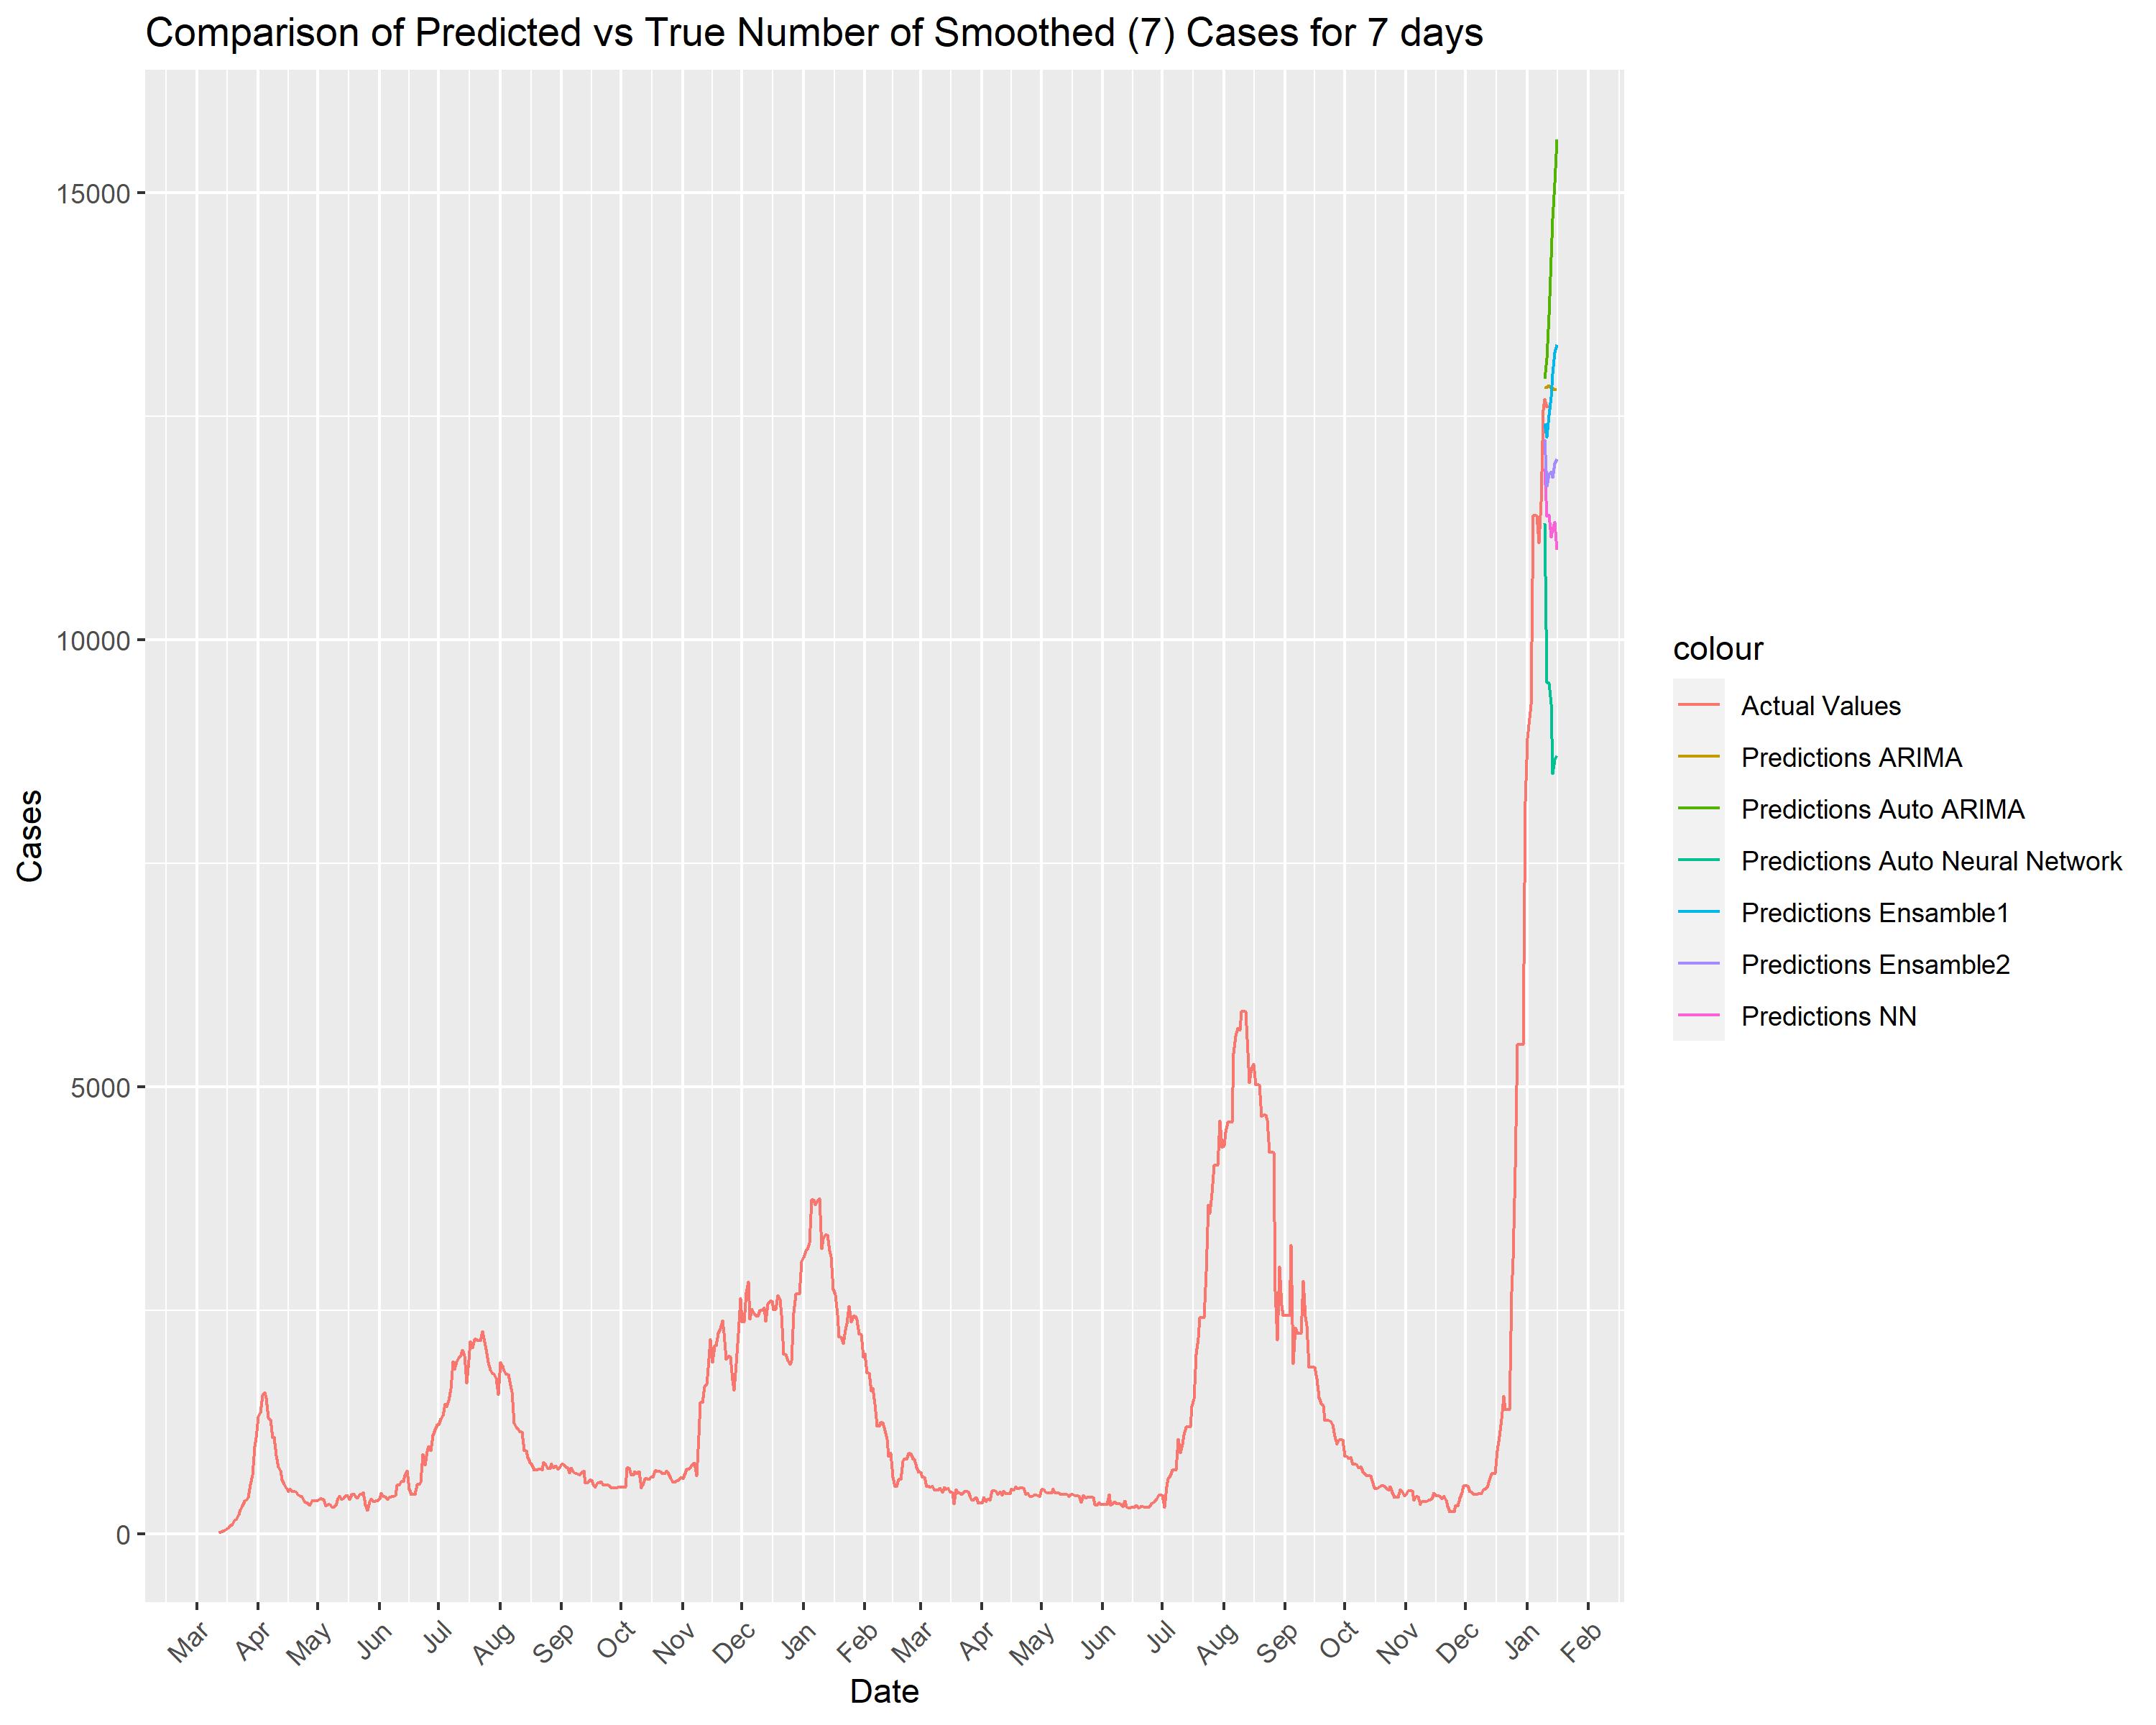 Comparison of Predicted vs True Number of Smoothed (7) Cases for 7 days
15000
10000
5000
0
Cases
Mar Apr May Jun Jul Aug Sep Oct Nov Dec Jan Feb Mar Apr May Jun Jul Aug Sep Oct Nov Dec Jan Feb
Date
colour
Actual Values
Predictions ARIMA
Predictions Auto ARIMA
Predictions Auto Neural Network
Predictions Ensamble1
Predictions Ensamble2
Predictions NN